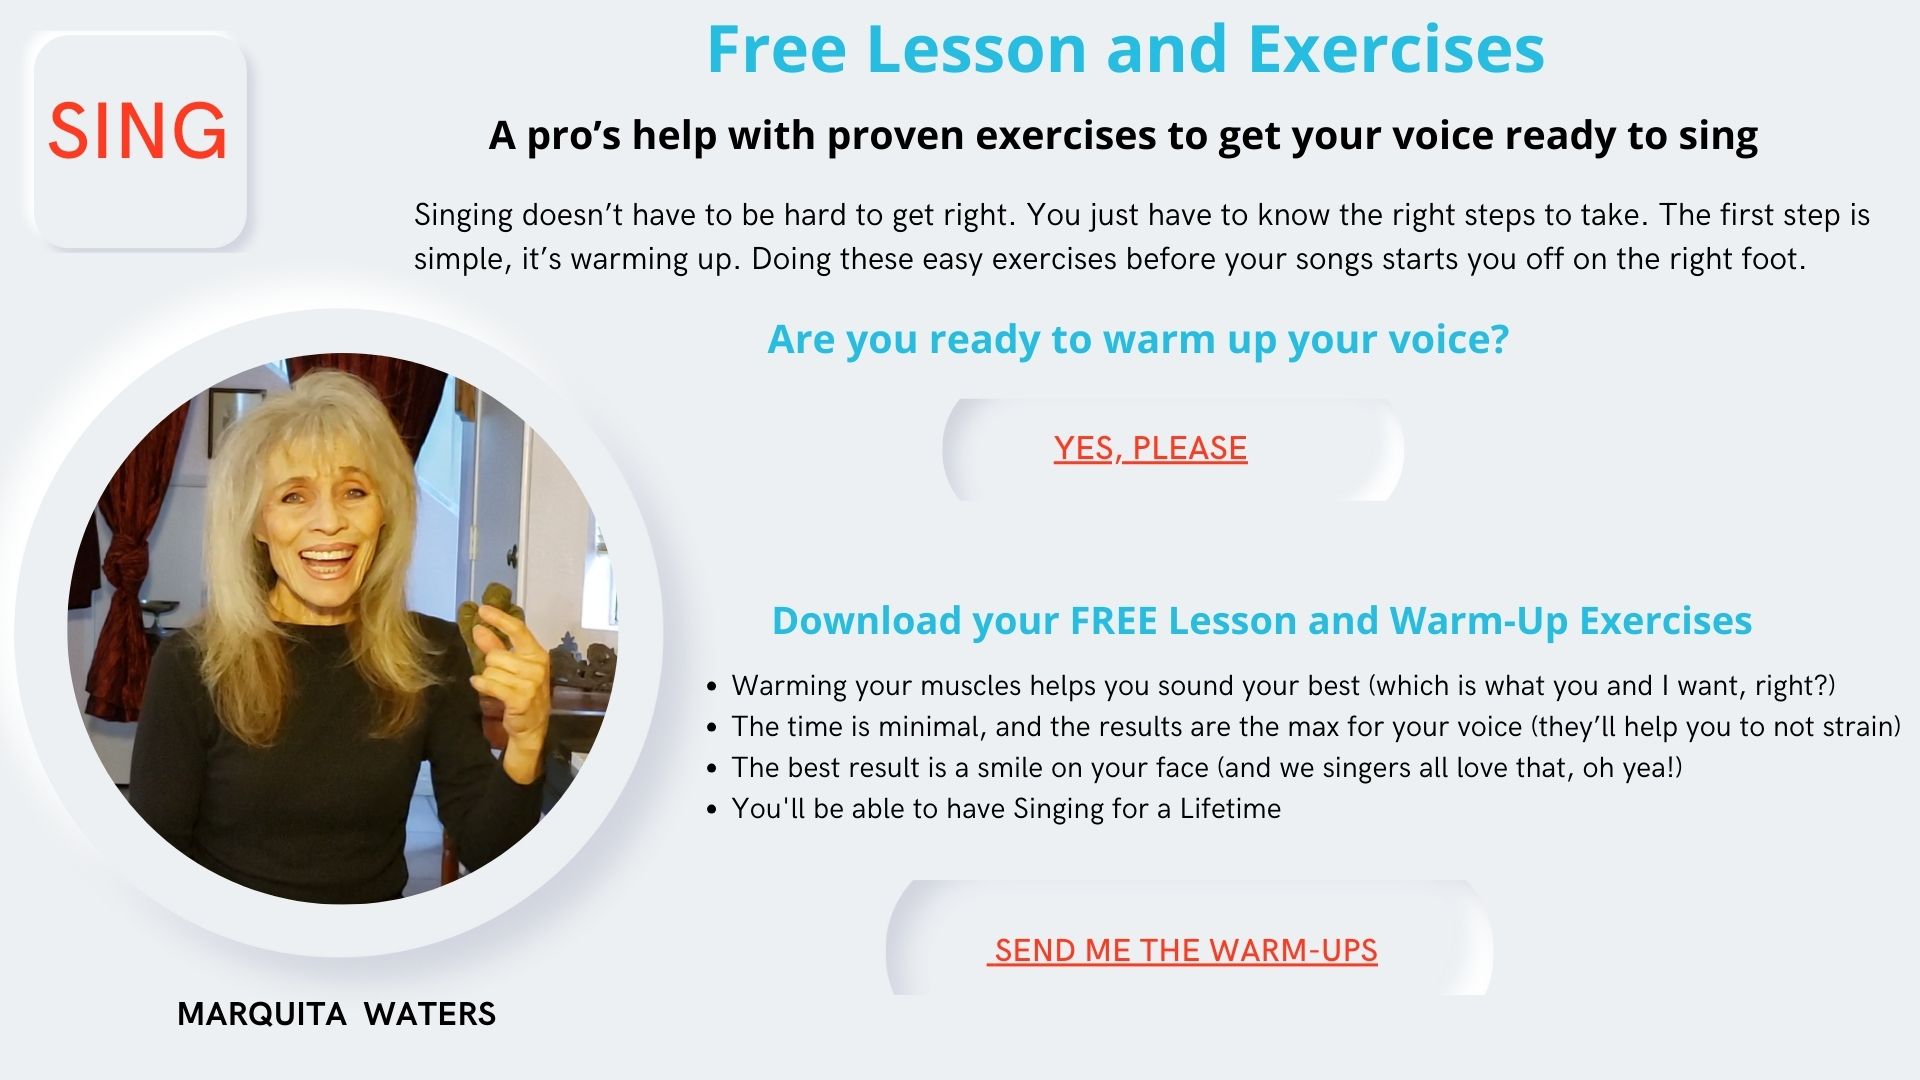 SING
Free Lesson and Exercises
A pro’s help with proven exercises to get your voice ready to sing
Singing doesn’t have to be hard to get right. You just have to know the right steps to take. The first step is
simple, it’s warming up. Doing these easy exercises before your songs starts you off on the right foot.
Are you ready to warm up your voice?
YES, PLEASE
Download your FREE Lesson and Warm-Up Exercises
• Warming your muscles helps you sound your best (which is what you and I want, right?)
• The time is minimal, and the results are the max for your voice (they’ll help you to not strain)
• The best result is a smile on your face (and we singers all love that, oh yea!)
• You'll be able to have Singing for a Lifetime
SEND ME THE WARM-UPS
MARQUITA WATERS